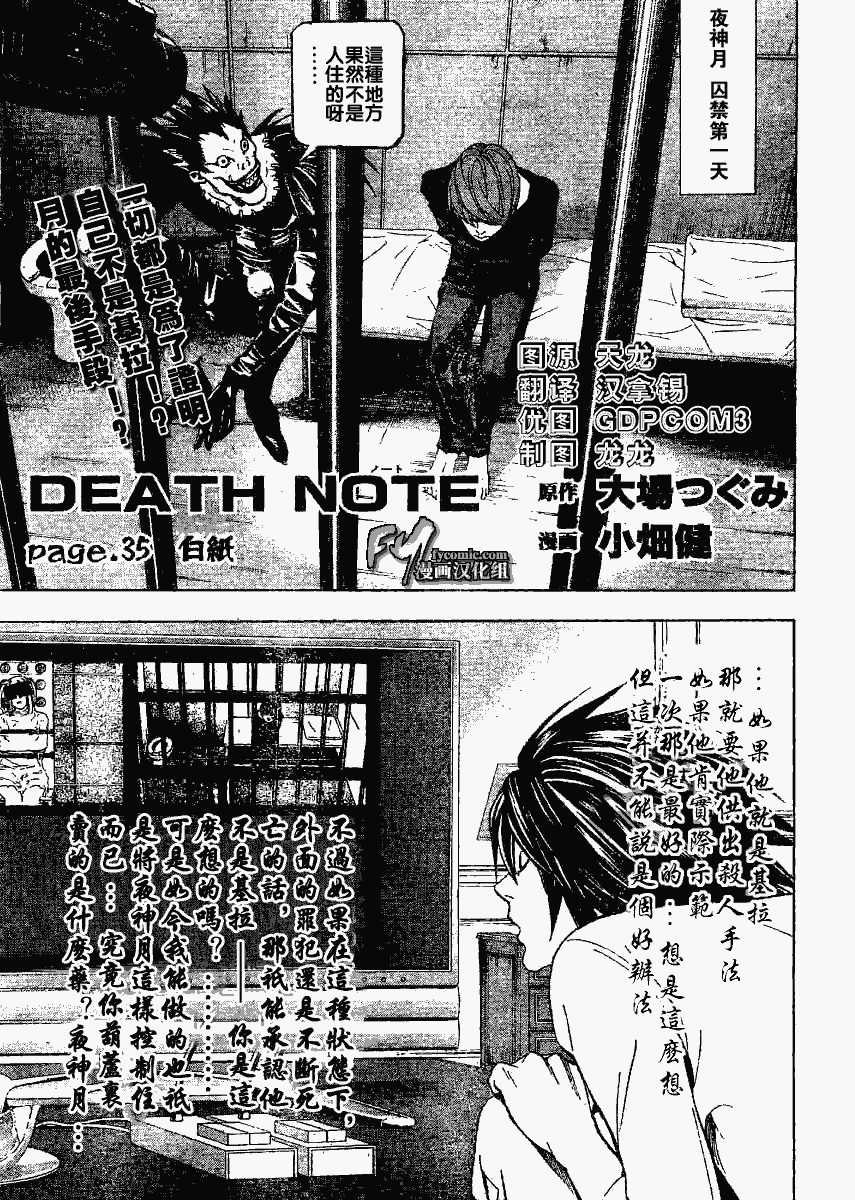 夜神月 囚禁第一天
這種地方
果然不是
人住的呀
……
一切都是為了證明
自己不是基拉!?
月的最後手段!?
图源 天龙
翻译 汉拿锡
优图 GDPCOM3
制图 龙龙
ノート
DEATH NOTE
page.35 白紙
原作 大場つぐみ
漫画 小畑健
FY
fycomic.com
漫画汉化组
…如果他就是基拉
那就要他供出殺人手法
如果他肯實際示範
一次那是最好的…想是這麽想
但這并不能說是個好辦法
不過如果在這種狀態下,
外面的罪犯還是不斷死
亡的話,那衹能承認他
不是基拉——你是這
麽想的嗎?…………
可是如今我能做的也衹
是將夜神月這樣控制住
而已…究竟你葫蘆裏
賣的是什麽藥?夜神月…